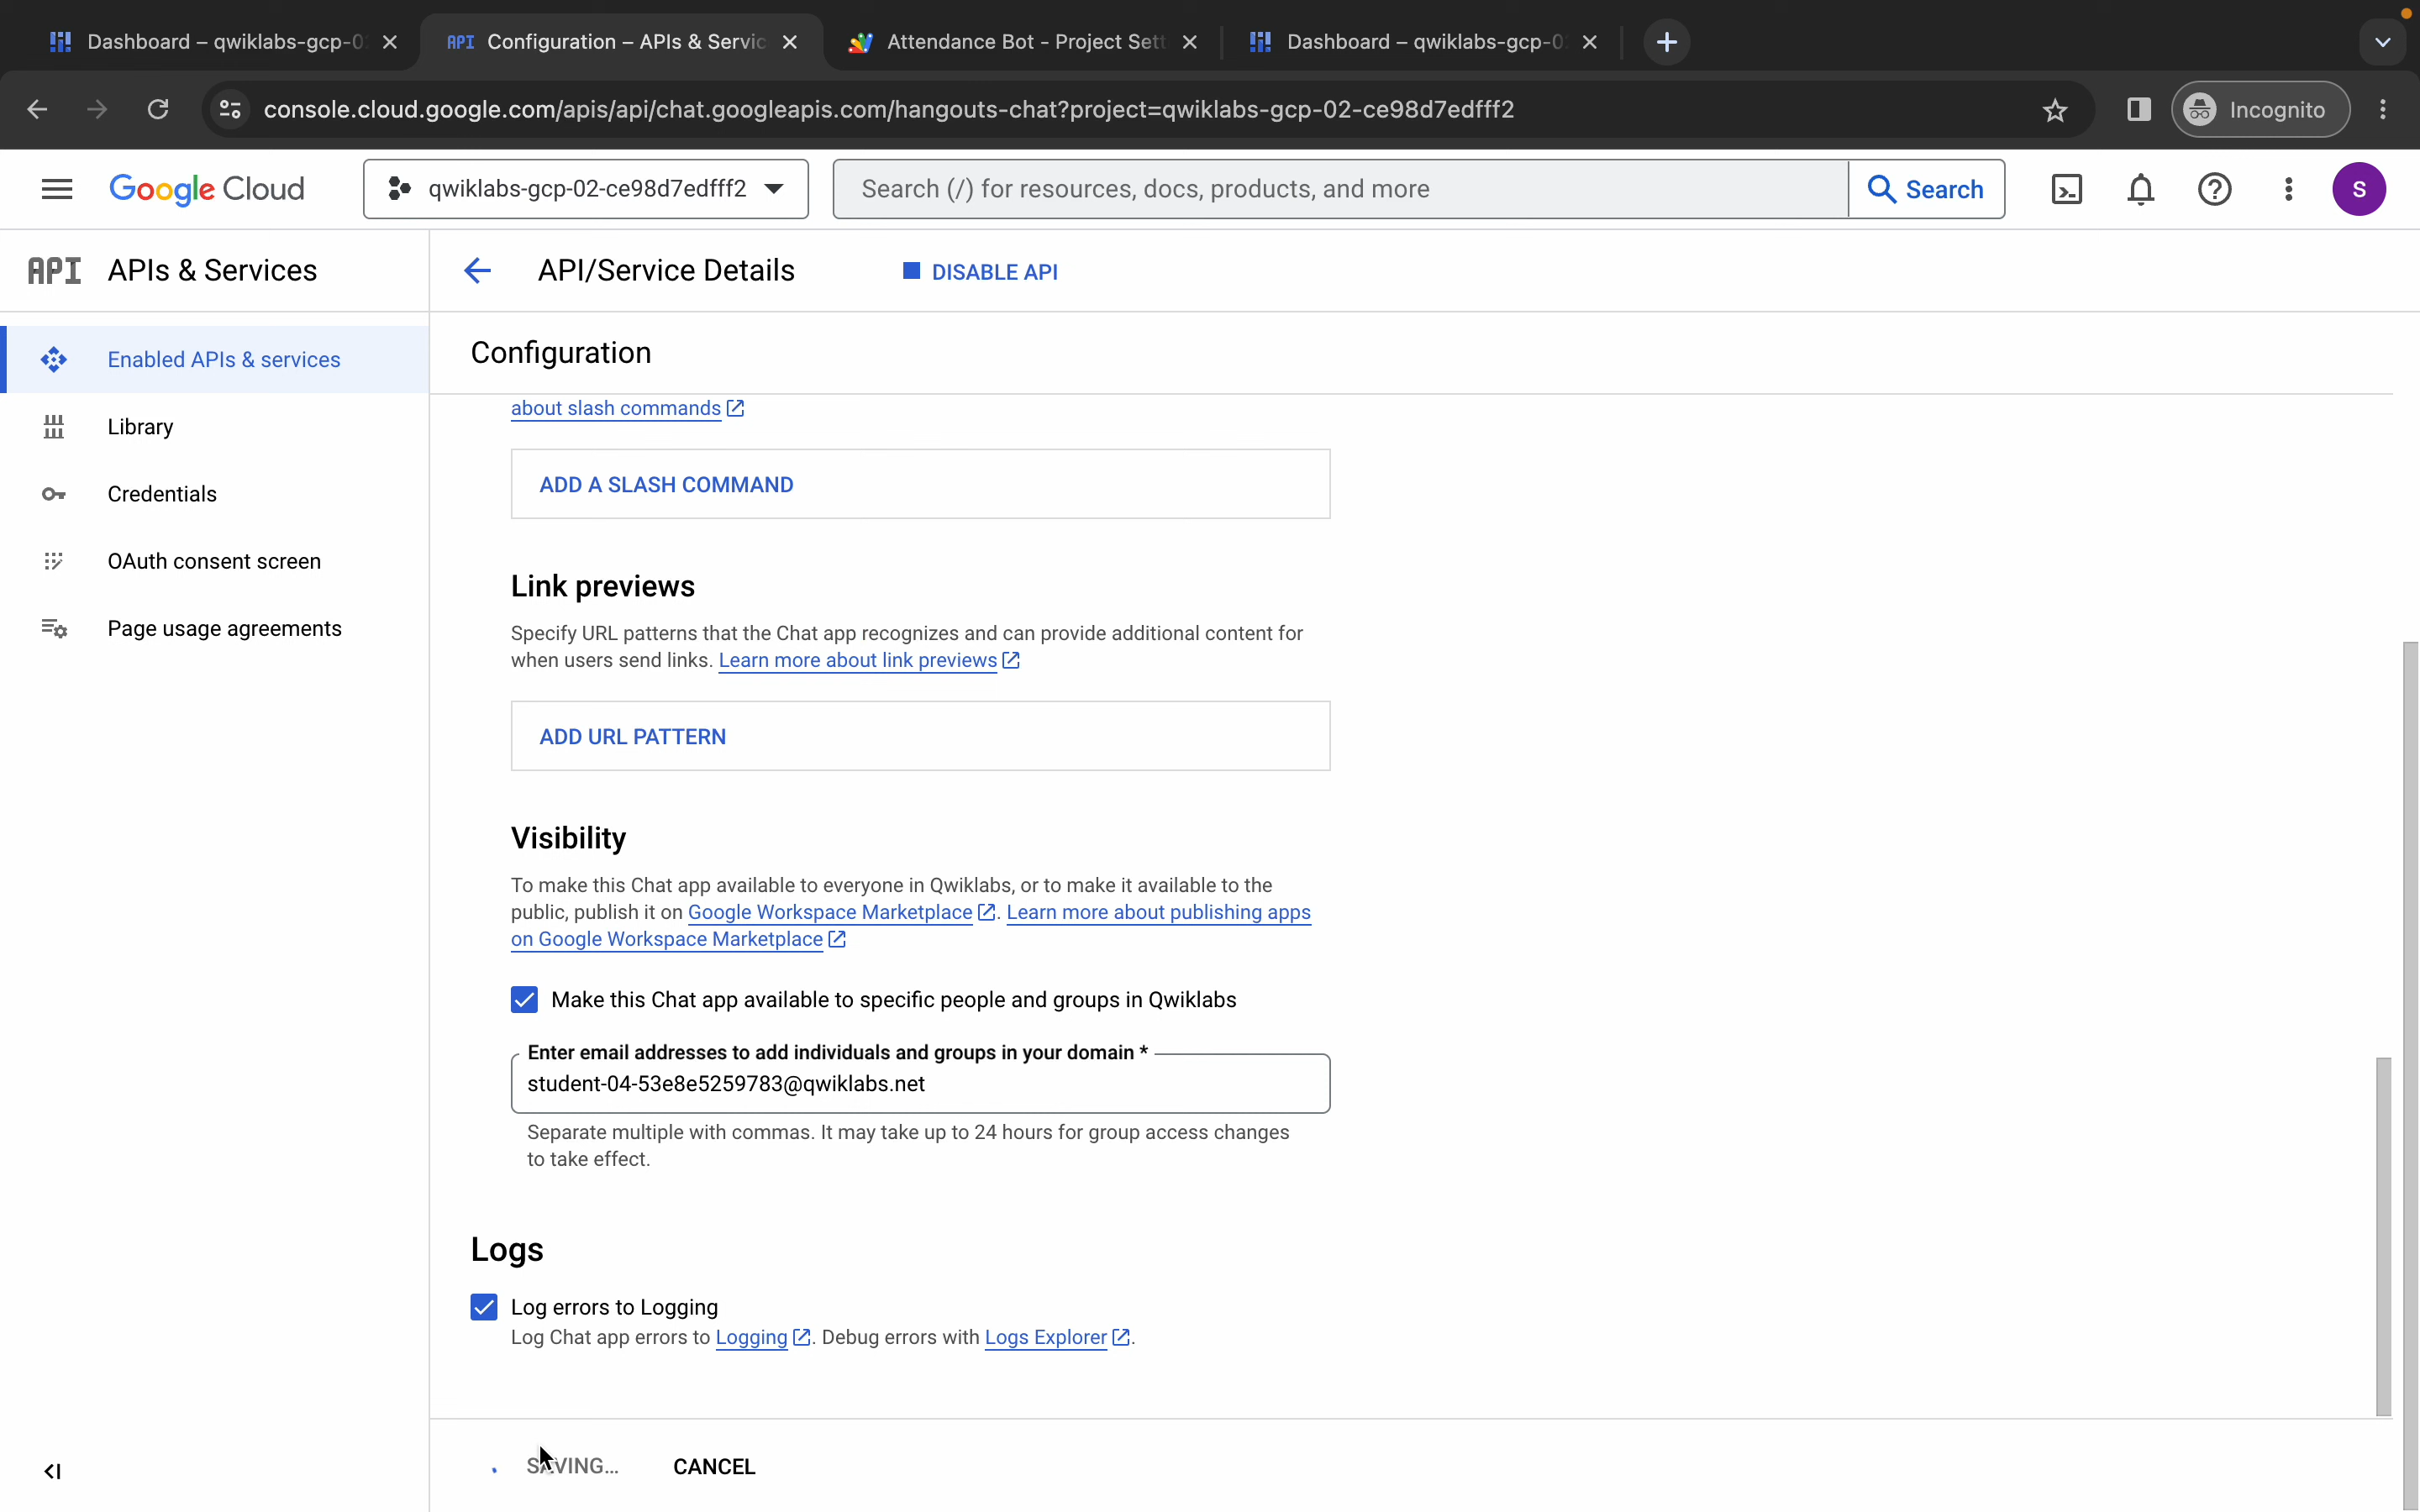 Dashboard – qwiklabs-gcp-0
Configuration – APIs & Servic
Attendance Bot - Project Sett
Dashboard – qwiklabs-gcp-0
console.cloud.google.com/apis/api/chat.googleapis.com/hangouts-chat?project=qwiklabs-gcp-02-ce98d7edfff2
Incognito
Google Cloud
qwiklabs-gcp-02-ce98d7edfff2
Search (/) for resources, docs, products, and more
Search
S
API APIs & Services
API/Service Details
DISABLE API
Enabled APIs & services
Library
Credentials
OAuth consent screen
Page usage agreements
Configuration
about slash commands
ADD A SLASH COMMAND
Link previews
Specify URL patterns that the Chat app recognizes and can provide additional content for
when users send links. Learn more about link previews
ADD URL PATTERN
Visibility
To make this Chat app available to everyone in Qwiklabs, or to make it available to the
public, publish it on Google Workspace Marketplace . Learn more about publishing apps
on Google Workspace Marketplace
Make this Chat app available to specific people and groups in Qwiklabs
Enter email addresses to add individuals and groups in your domain *
student-04-53e8e5259783@qwiklabs.net
Separate multiple with commas. It may take up to 24 hours for group access changes
to take effect.
Logs
Log errors to Logging
Log Chat app errors to Logging . Debug errors with Logs Explorer .
SAVING...
CANCEL